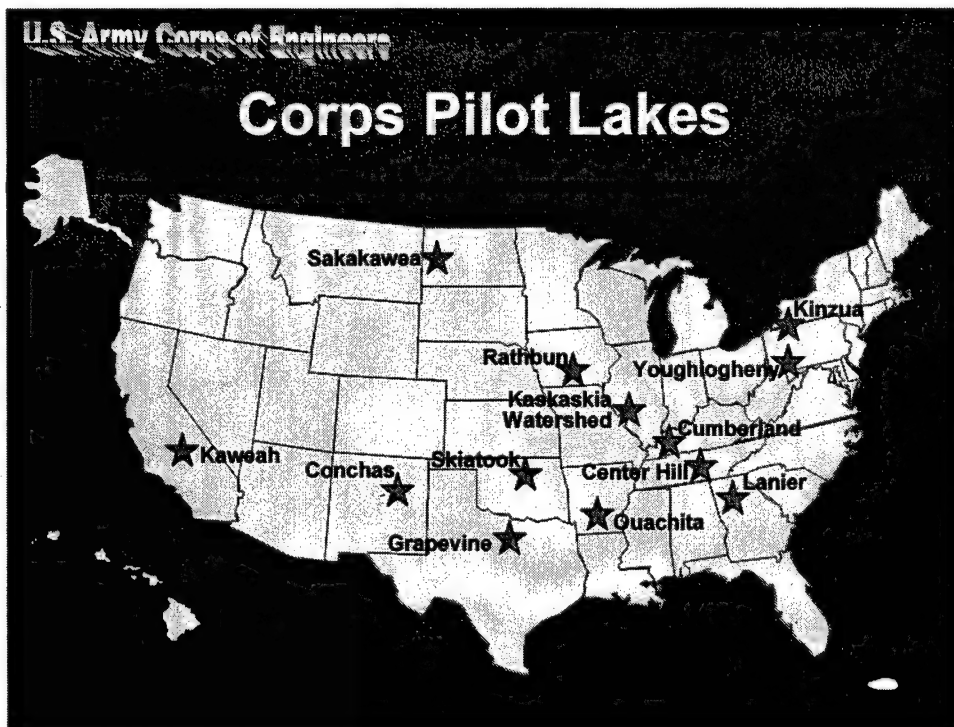 U.S. Army Corps of Engineers
Corps Pilot Lakes
Sakakawea
Kinzua
Rathbun
Youghlogheny
Kaskaskia
Watershed
Cumberland
Kaweah
Conchas
Skiatook
Center Hill
Lanier
Ouachita
Grapevine